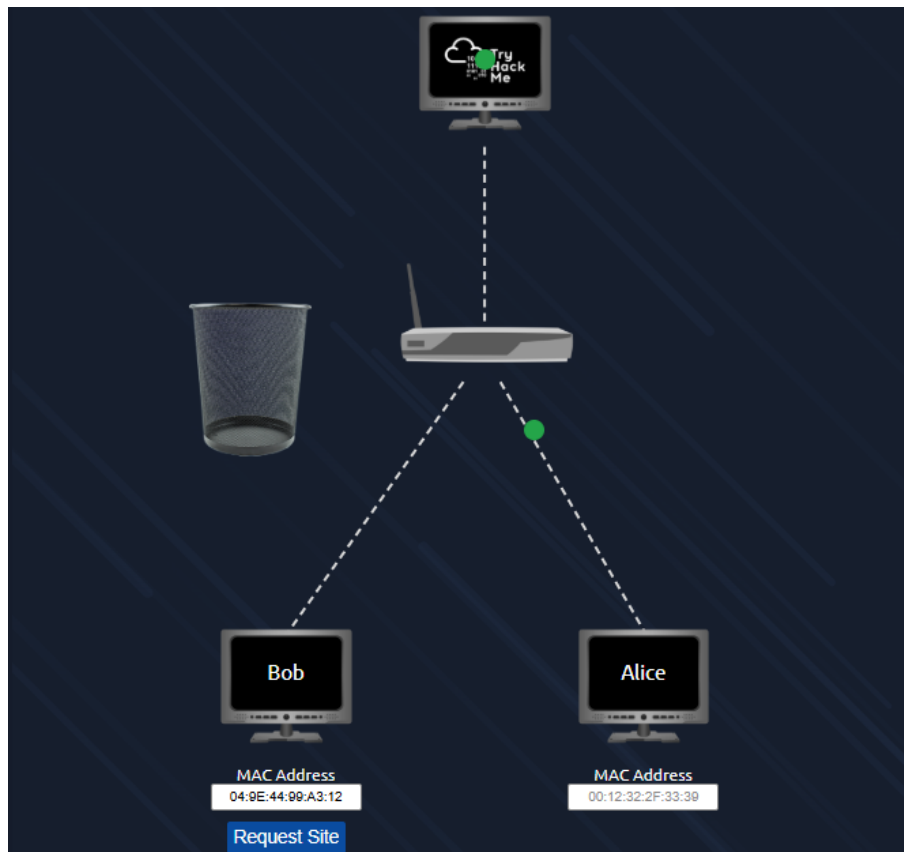 Try
Hack
Me
Bob
Alice
MAC Address
MAC Address
04:9E:44:99:A3:12
00:12:32:2F:33:39
Request Site